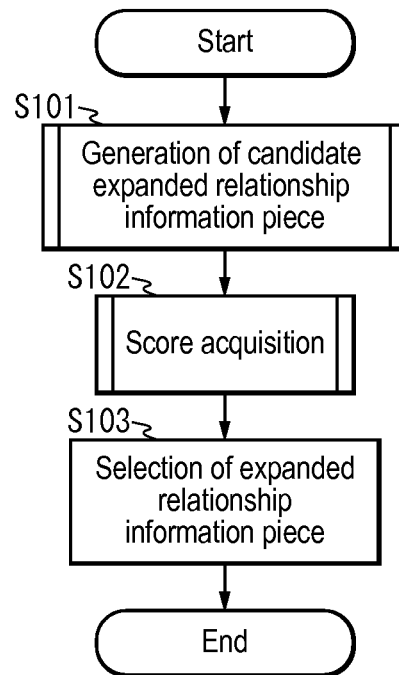 Start
S101
Generation of candidate
expanded relationship
information piece
S102
Score acquisition
S103
Selection of expanded
relationship
information piece
End